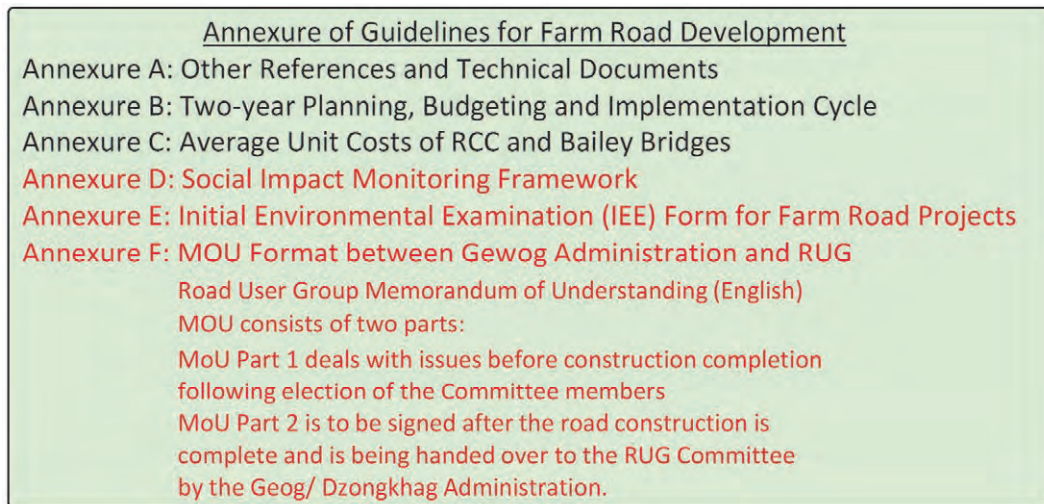 Annexure of Guidelines for Farm Road Development
Annexure A: Other References and Technical Documents
Annexure B: Two-year Planning, Budgeting and Implementation Cycle
Annexure C: Average Unit Costs of RCC and Bailey Bridges
Annexure D: Social Impact Monitoring Framework
Annexure E: Initial Environmental Examination (IEE) Form for Farm Road Projects
Annexure F: MOU Format between Gewog Administration and RUG
Road User Group Memorandum of Understanding (English)
MOU consists of two parts:
MoU Part 1 deals with issues before construction completion
following election of the Committee members
MoU Part 2 is to be signed after the road construction is
complete and is being handed over to the RUG Committee
by the Geog/ Dzongkhag Administration.